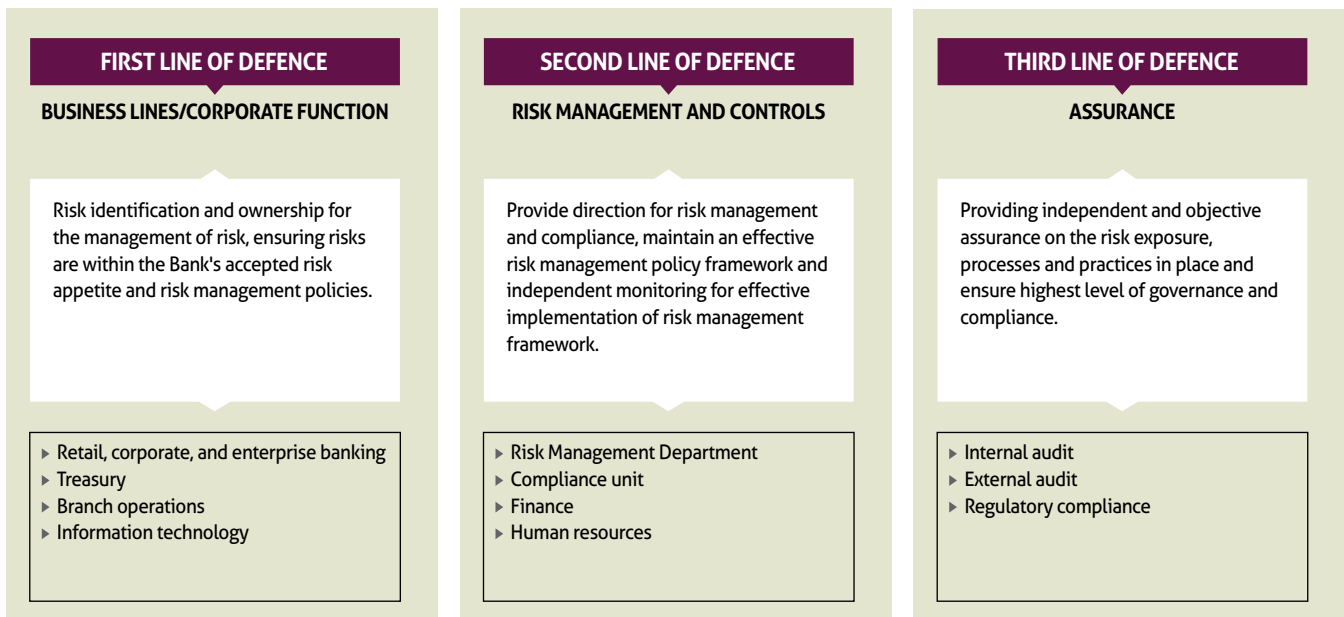 FIRST LINE OF DEFENCE
BUSINESS LINES/CORPORATE FUNCTION
Risk identification and ownership for
the management of risk, ensuring risks
are within the Bank's accepted risk
appetite and risk management policies.
▸ Retail, corporate, and enterprise banking
▸ Treasury
▸ Branch operations
▸ Information technology
SECOND LINE OF DEFENCE
RISK MANAGEMENT AND CONTROLS
Provide direction for risk management
and compliance, maintain an effective
risk management policy framework and
independent monitoring for effective
implementation of risk management
framework.
▸ Risk Management Department
▸ Compliance unit
▸ Finance
▸ Human resources
THIRD LINE OF DEFENCE
ASSURANCE
Providing independent and objective
assurance on the risk exposure,
processes and practices in place and
ensure highest level of governance and
compliance.
▸ Internal audit
▸ External audit
▸ Regulatory compliance